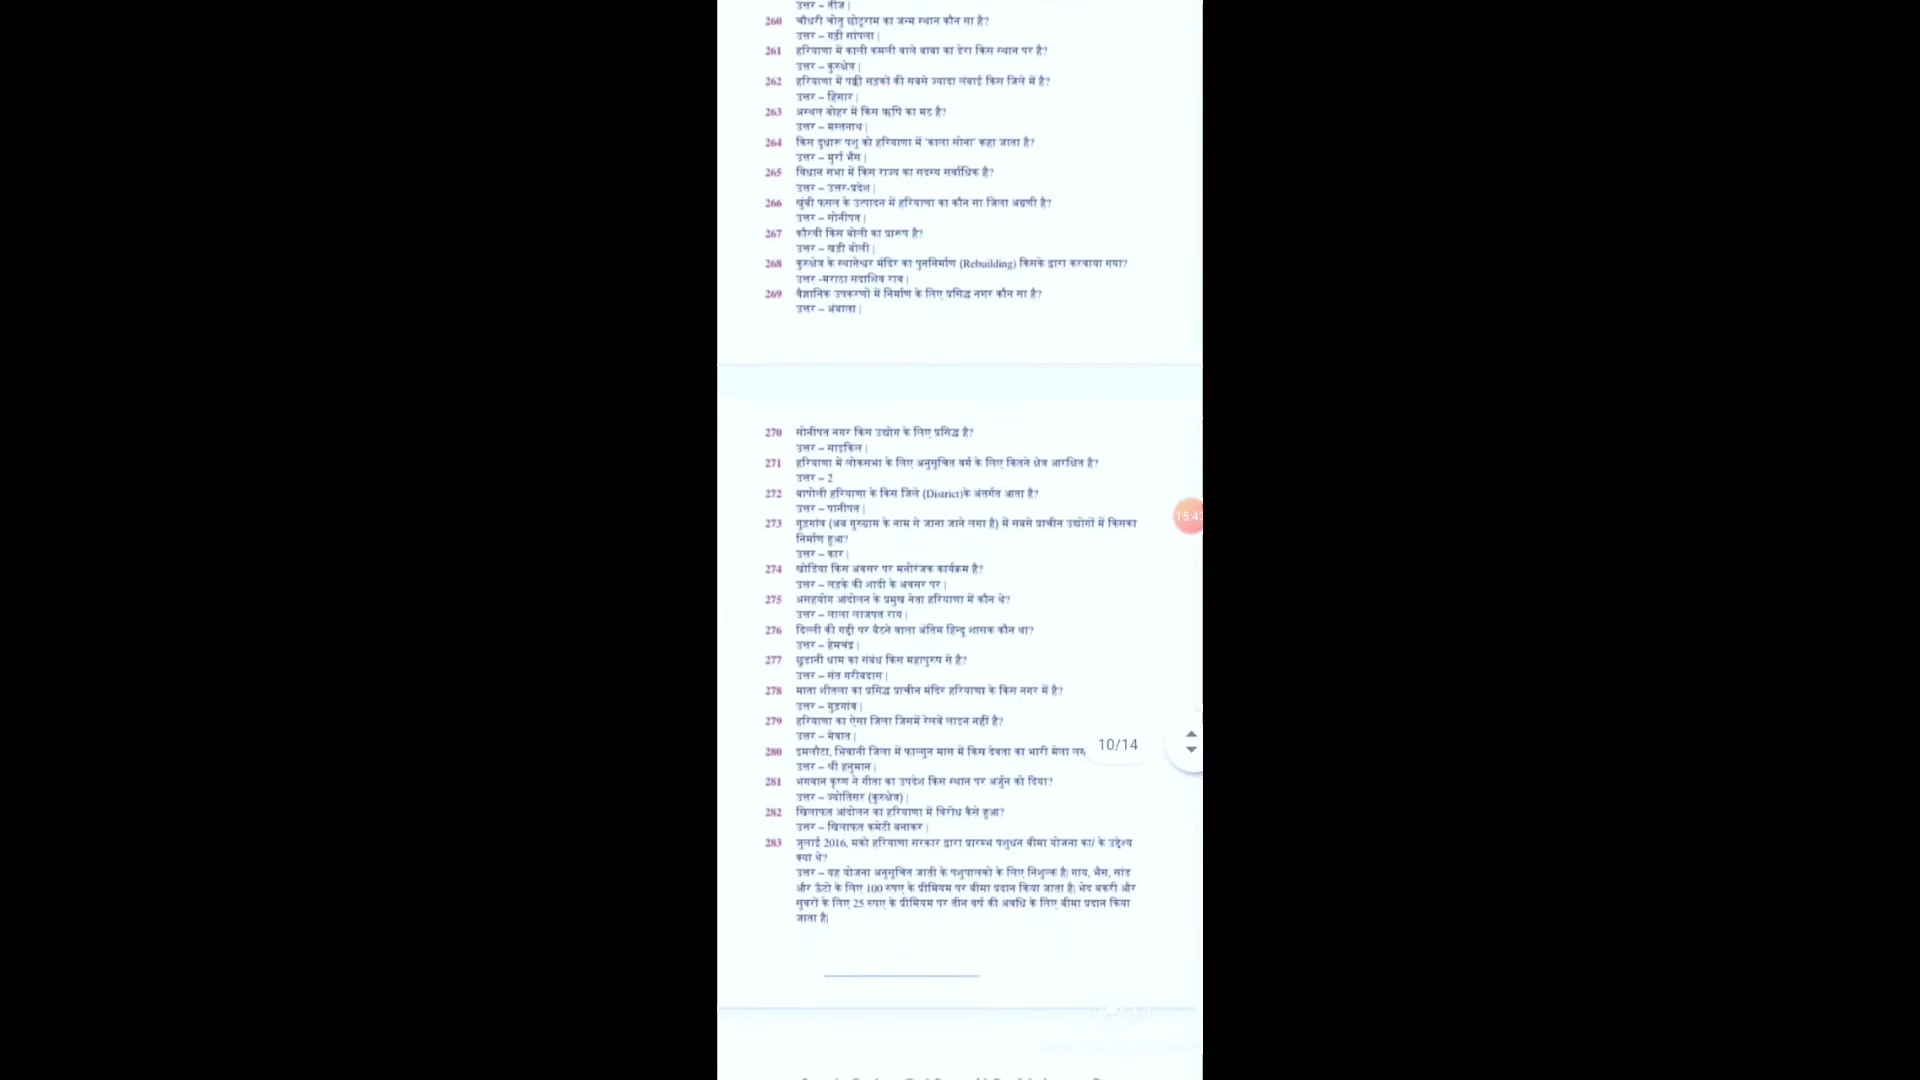 उत्तर – तीज |
260 चौधरी चोतु छोटूराम का जन्म स्थान कौन सा है?
उत्तर – गढ़ी सांपला |
261 हरियाणा में काली कमली वाले बाबा का डेरा किस स्थान पर है?
उत्तर – कुरुक्षेत्र |
262 हरियाणा में पक्की सड़कों की सबसे ज्यादा लंबाई किस जिले में है?
उत्तर – हिसार |
263 अस्थल बोहर में किस ऋषि का मठ है?
उत्तर – मस्तनाथ |
264 किस दुधारू पशु को हरियाणा में 'काला सोना' कहा जाता है?
उत्तर – मुर्रा भैंस |
265 विधान सभा में किस राज्य का सदस्य सर्वाधिक है?
उत्तर – उत्तर-प्रदेश |
266 खुंबी फसल के उत्पादन में हरियाणा का कौन सा जिला अग्रणी है?
उत्तर – सोनीपत |
267 कौरवी किस बोली का प्रारूप है?
उत्तर – खड़ी बोली |
268 कुरुक्षेत्र के स्थानेश्वर मंदिर का पुननिर्माण (Rebuilding) किसके द्वारा करवाया गया?
उत्तर -मराठा सदाशिव राव |
269 वैज्ञानिक उपकरणों में निर्माण के लिए प्रसिद्ध नगर कौन सा है?
उत्तर – अंबाला |
270 सोनीपत नगर किस उद्योग के लिए प्रसिद्ध है?
उत्तर – साइकिल |
271 हरियाणा में लोकसभा के लिए अनुसूचित वर्ग के लिए कितने क्षेत्र आरक्षित है?
उत्तर – 2
272 बापोली हरियाणा के किस जिले (District)के अंतर्गत आता है?
उत्तर – पानीपत |
273 गुड़गांव (अब गुरुग्राम के नाम से जाना जाने लगा है) में सबसे प्राचीन उद्योगों में किसका
निर्माण हुआ?
उत्तर – कार |
274 खोडिया किस अवसर पर मनोरंजक कार्यक्रम है?
उत्तर – लड़के की शादी के अवसर पर |
275 असहयोग आंदोलन के प्रमुख नेता हरियाणा में कौन थे?
उत्तर – लाला लाजपत राय |
276 दिल्ली की गद्दी पर बैठने वाला अंतिम हिन्दू शासक कौन था?
उत्तर – हेमचंद्र |
277 छुडानी धाम का संबंध किस महापुरुष से है?
उत्तर – संत गरीबदास |
278 माता शीतला का प्रसिद्ध प्राचीन मंदिर हरियाणा के किस नगर में है?
उत्तर – गुड़गांव |
279 हरियाणा का ऐसा जिला जिसमें रेलवे लाइन नहीं है?
उत्तर – मेवात |
280 इमलौटा, भिवानी जिला में फाल्गुन मास में किस देवता का भारी मेला
उत्तर – श्री हनुमान |
281 भगवान कृष्ण ने गीता का उपदेश किस स्थान पर अर्जुन को दिया?
उत्तर – ज्योतिसर (कुरुक्षेत्र) |
282 खिलाफत आंदोलन का हरियाणा में विरोध कैसे हुआ?
उत्तर – खिलाफत कमेटी बनाकर |
283 जुलाई 2016, मको हरियाणा सरकार द्वारा प्रारम्भ पशुधन बीमा योजना का/ के उद्देश्य
क्या थे?
उत्तर – यह योजना अनुसूचित जाती के पशुपालको के लिए निशुल्क है| गाय, भैंस, सांड
और ऊँटो के लिए 100 रुपए के प्रीमियम पर बीमा प्रदान किया जाता है| भेद बकरी और
सुवरों के लिए 25 रुपए के प्रीमियम पर तीन वर्ष की अवधि के लिए बीमा प्रदान किया
जाता है|
10/14